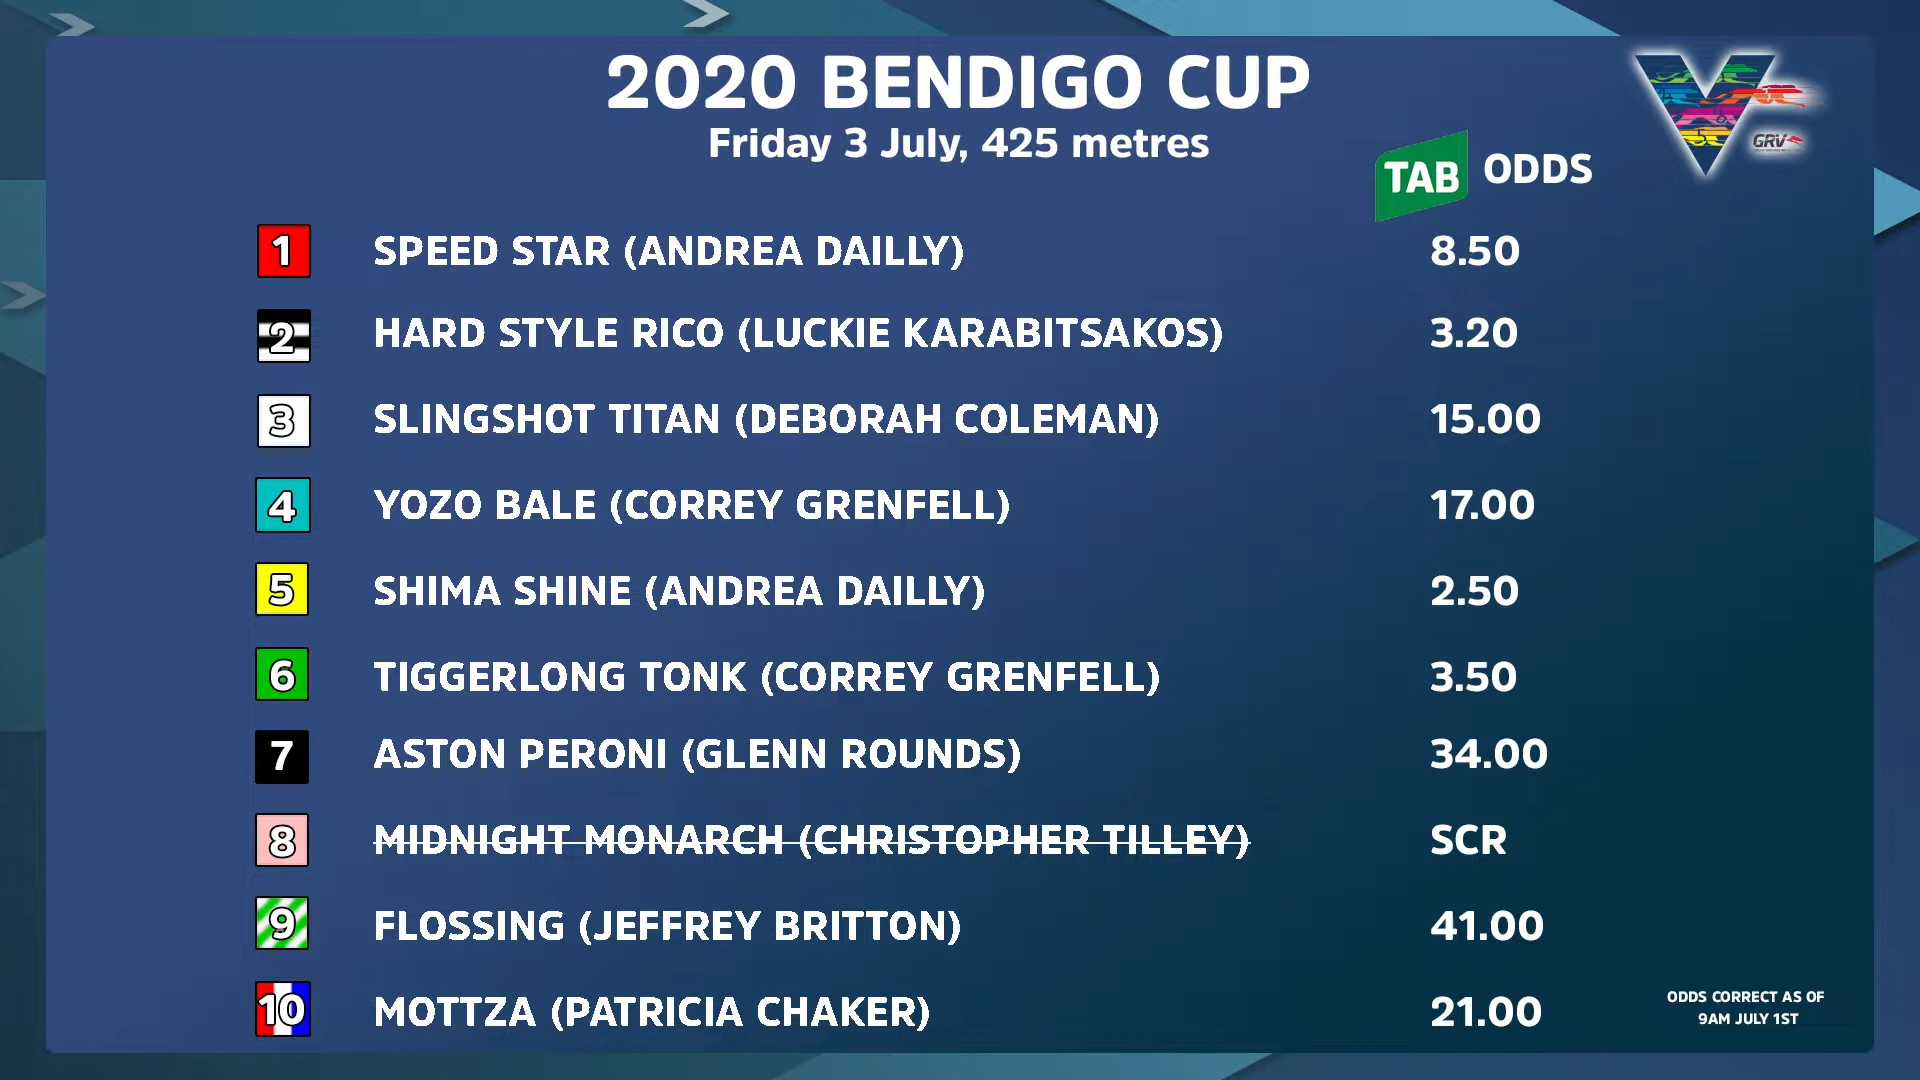 2020 BENDIGO CUP
Friday 3 July, 425 metres
GRV
TAB ODDS
1 SPEED STAR (ANDREA DAILLY) 8.50
2 HARD STYLE RICO (LUCKIE KARABITSAKOS) 3.20
3 SLINGSHOT TITAN (DEBORAH COLEMAN) 15.00
4 YOZO BALE (CORREY GRENFELL) 17.00
5 SHIMA SHINE (ANDREA DAILLY) 2.50
6 TIGGERLONG TONK (CORREY GRENFELL) 3.50
7 ASTON PERONI (GLENN ROUNDS) 34.00
8 MIDNIGHT MONARCH (CHRISTOPHER TILLEY) SCR
9 FLOSSING (JEFFREY BRITTON) 41.00
10 MOTTZA (PATRICIA CHAKER) 21.00
ODDS CORRECT AS OF
9AM JULY 1ST